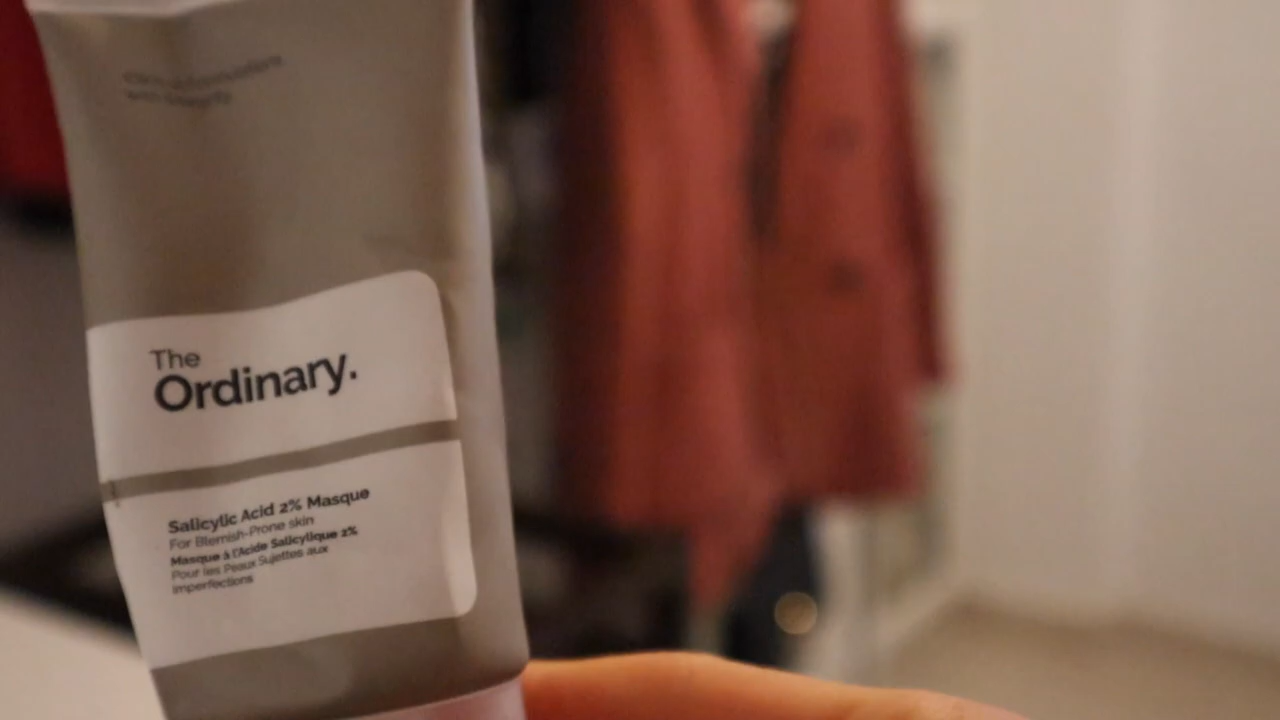 The
Ordinary.
Salicylic Acid 2% Masque
For Blemish-Prone skin
Masque à l'Acide Salicylique 2%
Pour les Peaux Sujettes aux
imperfections